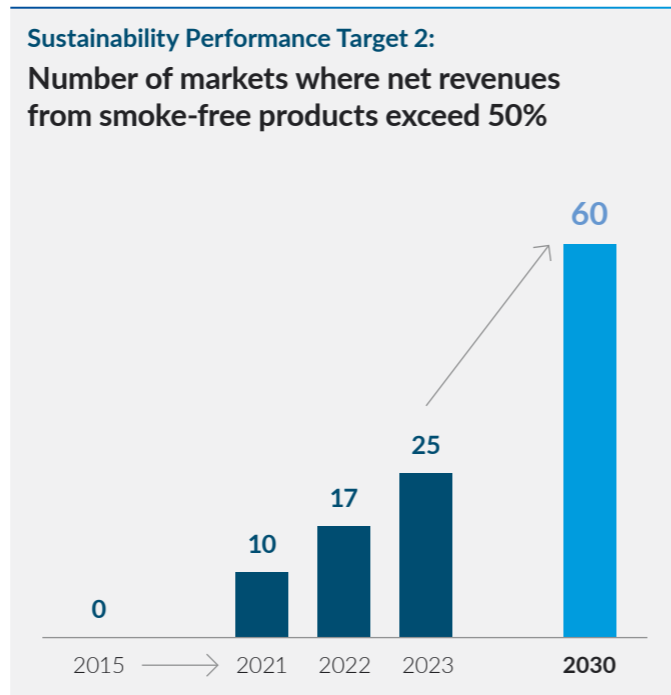 Sustainability Performance Target 2:
Number of markets where net revenues
from smoke-free products exceed 50%
60
25
17
10
0
2015 2021 2022 2023 2030